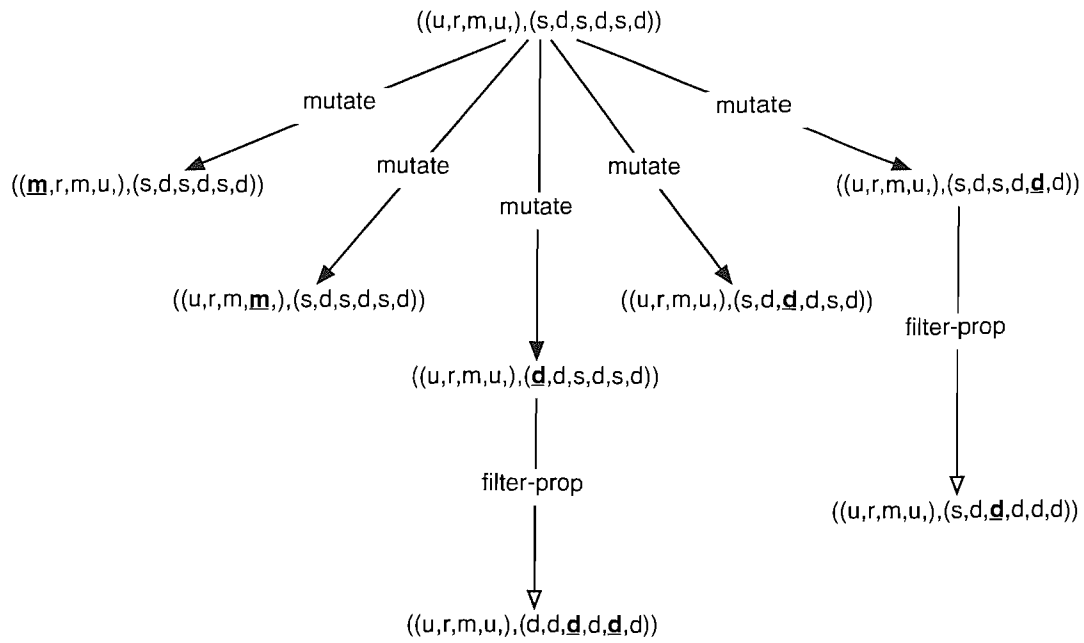 ((u,r,m,u,),(s,d,s,d,s,d))
mutate
mutate
mutate
mutate
mutate
((m,r,m,u,),(s,d,s,d,s,d))
((u,r,m,u,),(s,d,s,d,d,d))
((u,r,m,m,),(s,d,s,d,s,d))
((u,r,m,u,),(s,d,d,d,s,d))
filter-prop
((u,r,m,u,),(d,d,s,d,s,d))
filter-prop
((u,r,m,u,),(s,d,d,d,d,d))
((u,r,m,u,),(d,d,d,d,d,d))